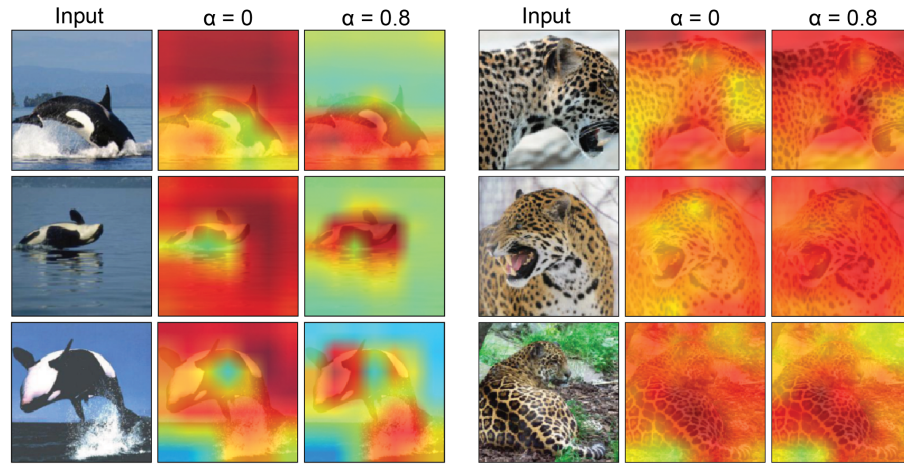 Input α = 0 α = 0.8 Input α = 0 α = 0.8